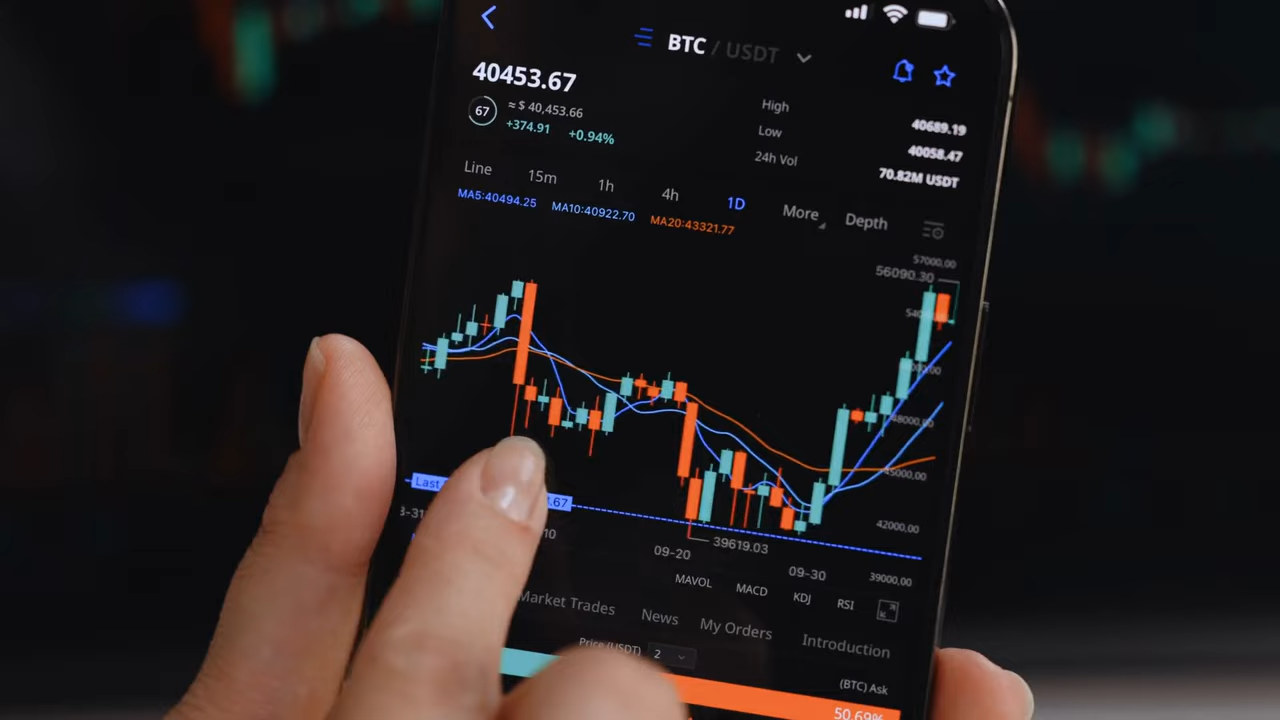 BTC / USDT
40453.67
67
≈ $ 40,453.66
+374.91 +0.94%
High 40689.19
Low 40058.47
24h Vol 70.82M USDT
Line 15m 1h 4h 1D More Depth
MA5:40494.25 MA10:40922.70 MA20:43321.77
57000.00
56090.30
48000.00
45000.00
42000.00
39000.00
Last
.67
10
39619.03
09-20
09-30
MAVOL MACD KDJ RSI
Market Trades News My Orders Introduction
Price (USDT) 2
(BTC) Ask
50.69%